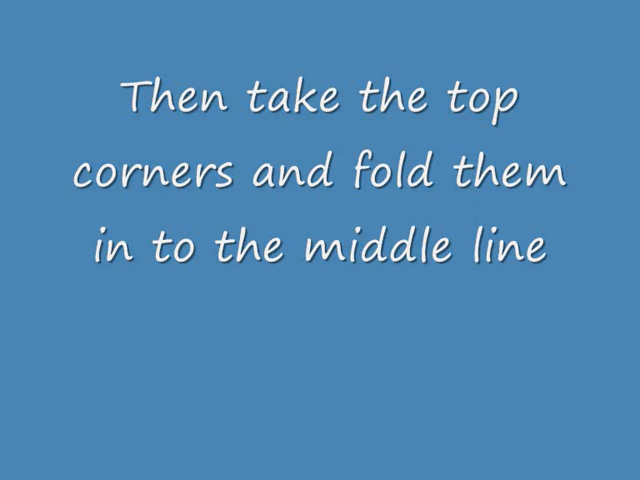 Then take the top
corners and fold them
in to the middle line